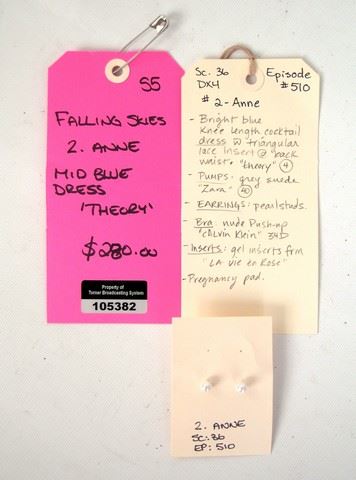 S5
FALLING SKIES
2. ANNE
MID BLUE
DRESS
'THEORY'
$280.00
Property of
Turner Broadcasting System
105382
Sc. 36
DX4
Episode
#510
# 2 - Anne
- Bright blue
Knee length cocktail
dress w triangular
lace insert @ back
waist. "theory" 4
- PUMPS: grey suede
"Zara" 40
- EARRINGS: pearl studs.
- Bra: nude Push-up
"CALVIN Klein" 34D
- Inserts: gel inserts frm
"LA Vie en Rose"
- Pregnancy pad.
2. ANNE
SC: 36
EP: 510